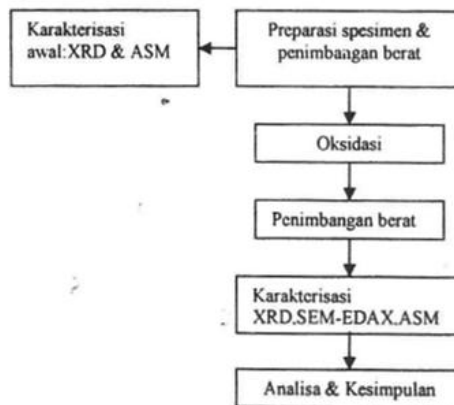 Karakterisasi
awal:XRD & ASM
Preparasi spesimen &
penimbangan berat
Oksidasi
Penimbangan berat
Karakterisasi
XRD,SEM-EDAX,ASM
Analisa & Kesimpulan